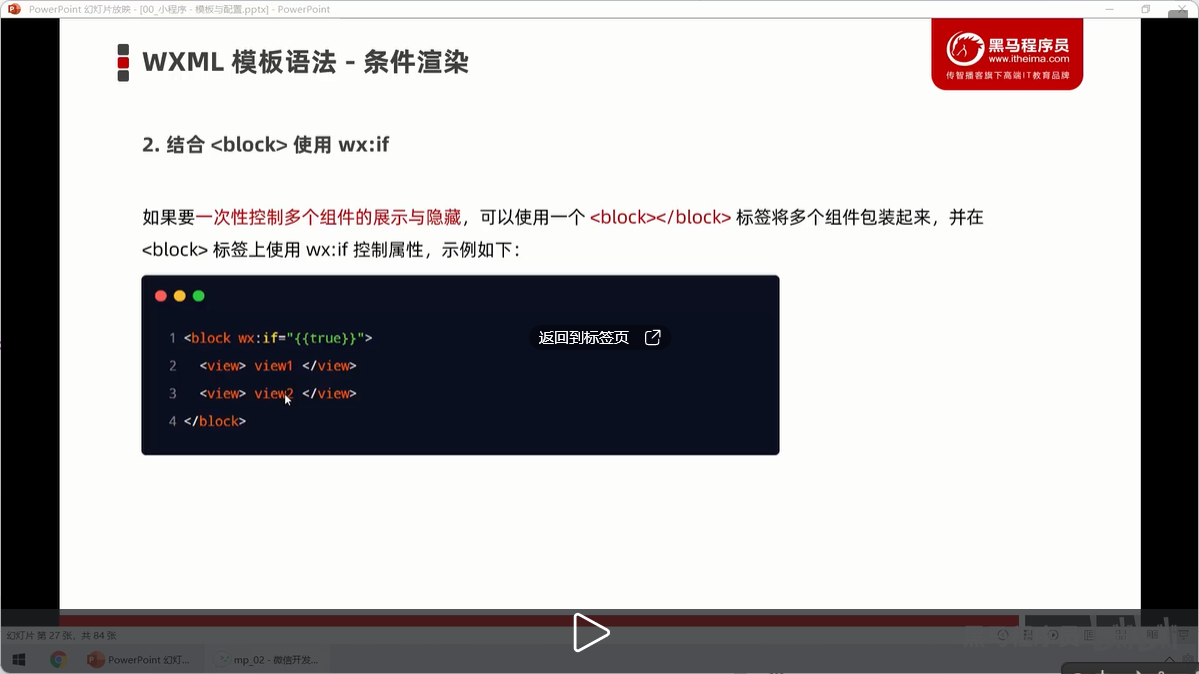 PowerPoint 幻灯片放映 - [00_小程序 - 模板与配置.pptx] - PowerPoint
WXML 模板语法 - 条件渲染
黑马程序员
www.itheima.com
传智播客旗下高端IT教育品牌
2. 结合 <block> 使用 wx:if
如果要一次性控制多个组件的展示与隐藏，可以使用一个 <block></block> 标签将多个组件包装起来，并在
<block> 标签上使用 wx:if 控制属性，示例如下：
1 <block wx:if="{{true}}">
2 <view> view1 </view>
3 <view> view2 </view>
4 </block>
返回到标签页
幻灯片 第 27 张，共 84 张
PowerPoint 幻灯...
mp_02 - 微信开发...